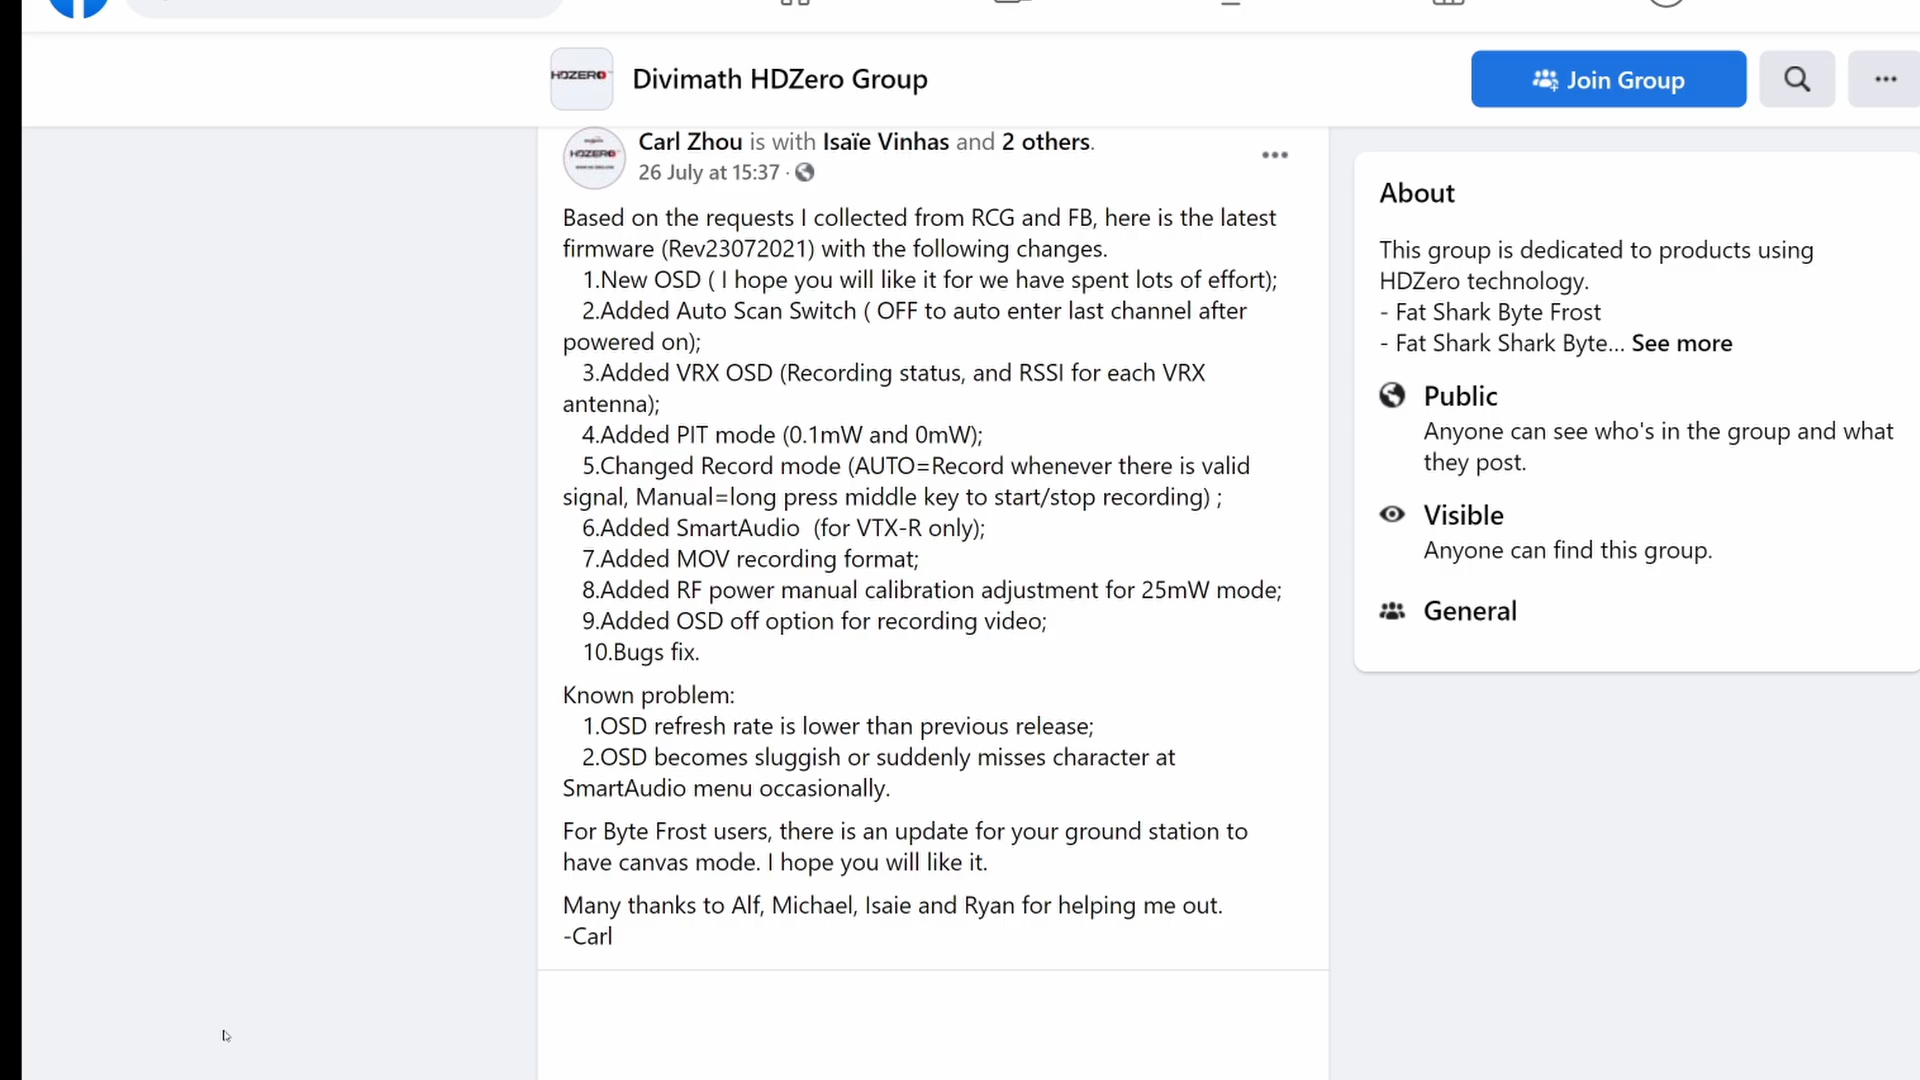 HDZERO
Divimath HDZero Group
Join Group
Carl Zhou is with Isaïe Vinhas and 2 others.
HDZERO
26 July at 15:37 ·
Based on the requests I collected from RCG and FB, here is the latest
firmware (Rev23072021) with the following changes.
1.New OSD ( I hope you will like it for we have spent lots of effort);
2.Added Auto Scan Switch ( OFF to auto enter last channel after
powered on);
3.Added VRX OSD (Recording status, and RSSI for each VRX
antenna);
4.Added PIT mode (0.1mW and 0mW);
5.Changed Record mode (AUTO=Record whenever there is valid
signal, Manual=long press middle key to start/stop recording) ;
6.Added SmartAudio  (for VTX-R only);
7.Added MOV recording format;
8.Added RF power manual calibration adjustment for 25mW mode;
9.Added OSD off option for recording video;
10.Bugs fix.
Known problem:
1.OSD refresh rate is lower than previous release;
2.OSD becomes sluggish or suddenly misses character at
SmartAudio menu occasionally.
For Byte Frost users, there is an update for your ground station to
have canvas mode. I hope you will like it.
Many thanks to Alf, Michael, Isaie and Ryan for helping me out.
-Carl
About
This group is dedicated to products using
HDZero technology.
- Fat Shark Byte Frost
- Fat Shark Shark Byte... See more
Public
Anyone can see who's in the group and what
they post.
Visible
Anyone can find this group.
General